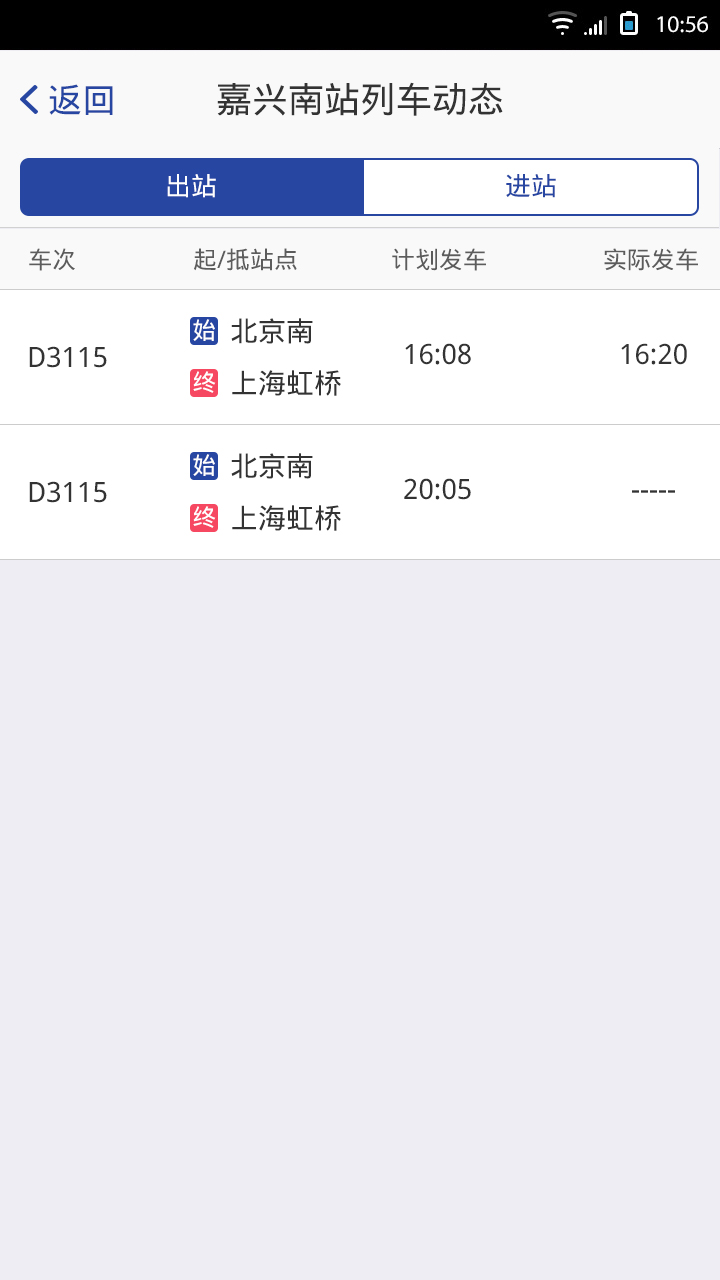 10:56
返回 嘉兴南站列车动态
出站 进站
车次 起/抵站点 计划发车 实际发车
始 北京南
D3115 16:08 16:20
终 上海虹桥
始 北京南
D3115 20:05 -----
终 上海虹桥